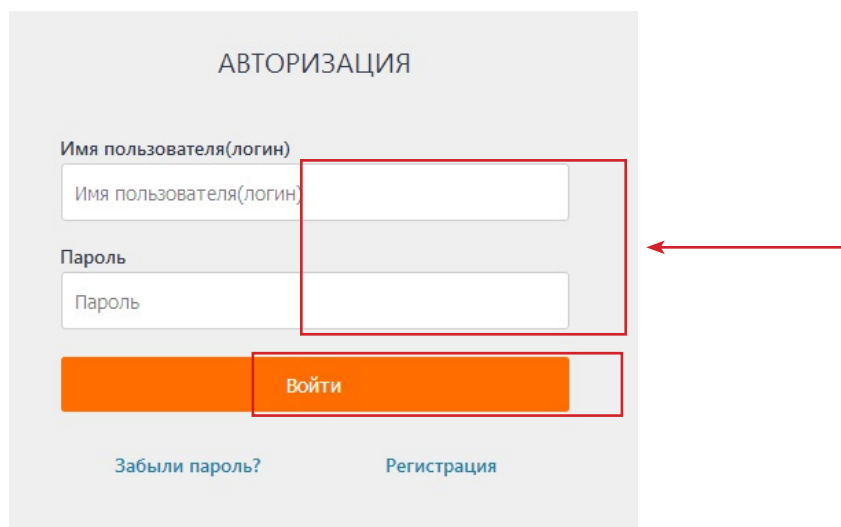 АВТОРИЗАЦИЯ
Имя пользователя(логин)
Имя пользователя(логин)
Пароль
Пароль
Войти
Забыли пароль? Регистрация